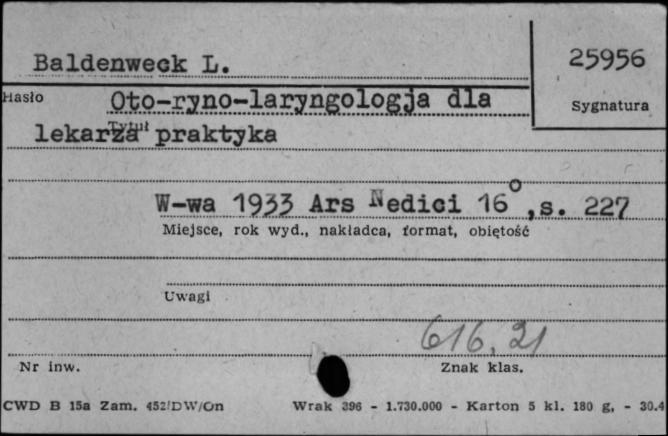 Baldenweck L.
25956
Hasło
Oto-ryno-laryngologja dla
Sygnatura
Tytuł
lekarza praktyka
W-wa 1933 Ars Nedici 16°,s. 227
Miejsce, rok wyd., nakładca, format, objętość
Uwagi
616,21
Nr inw.
Znak klas.
CWD B 15a Zam. 452/DW/On
Wrak 396 - 1.730.000 - Karton 5 kl. 180 g, - 30.4